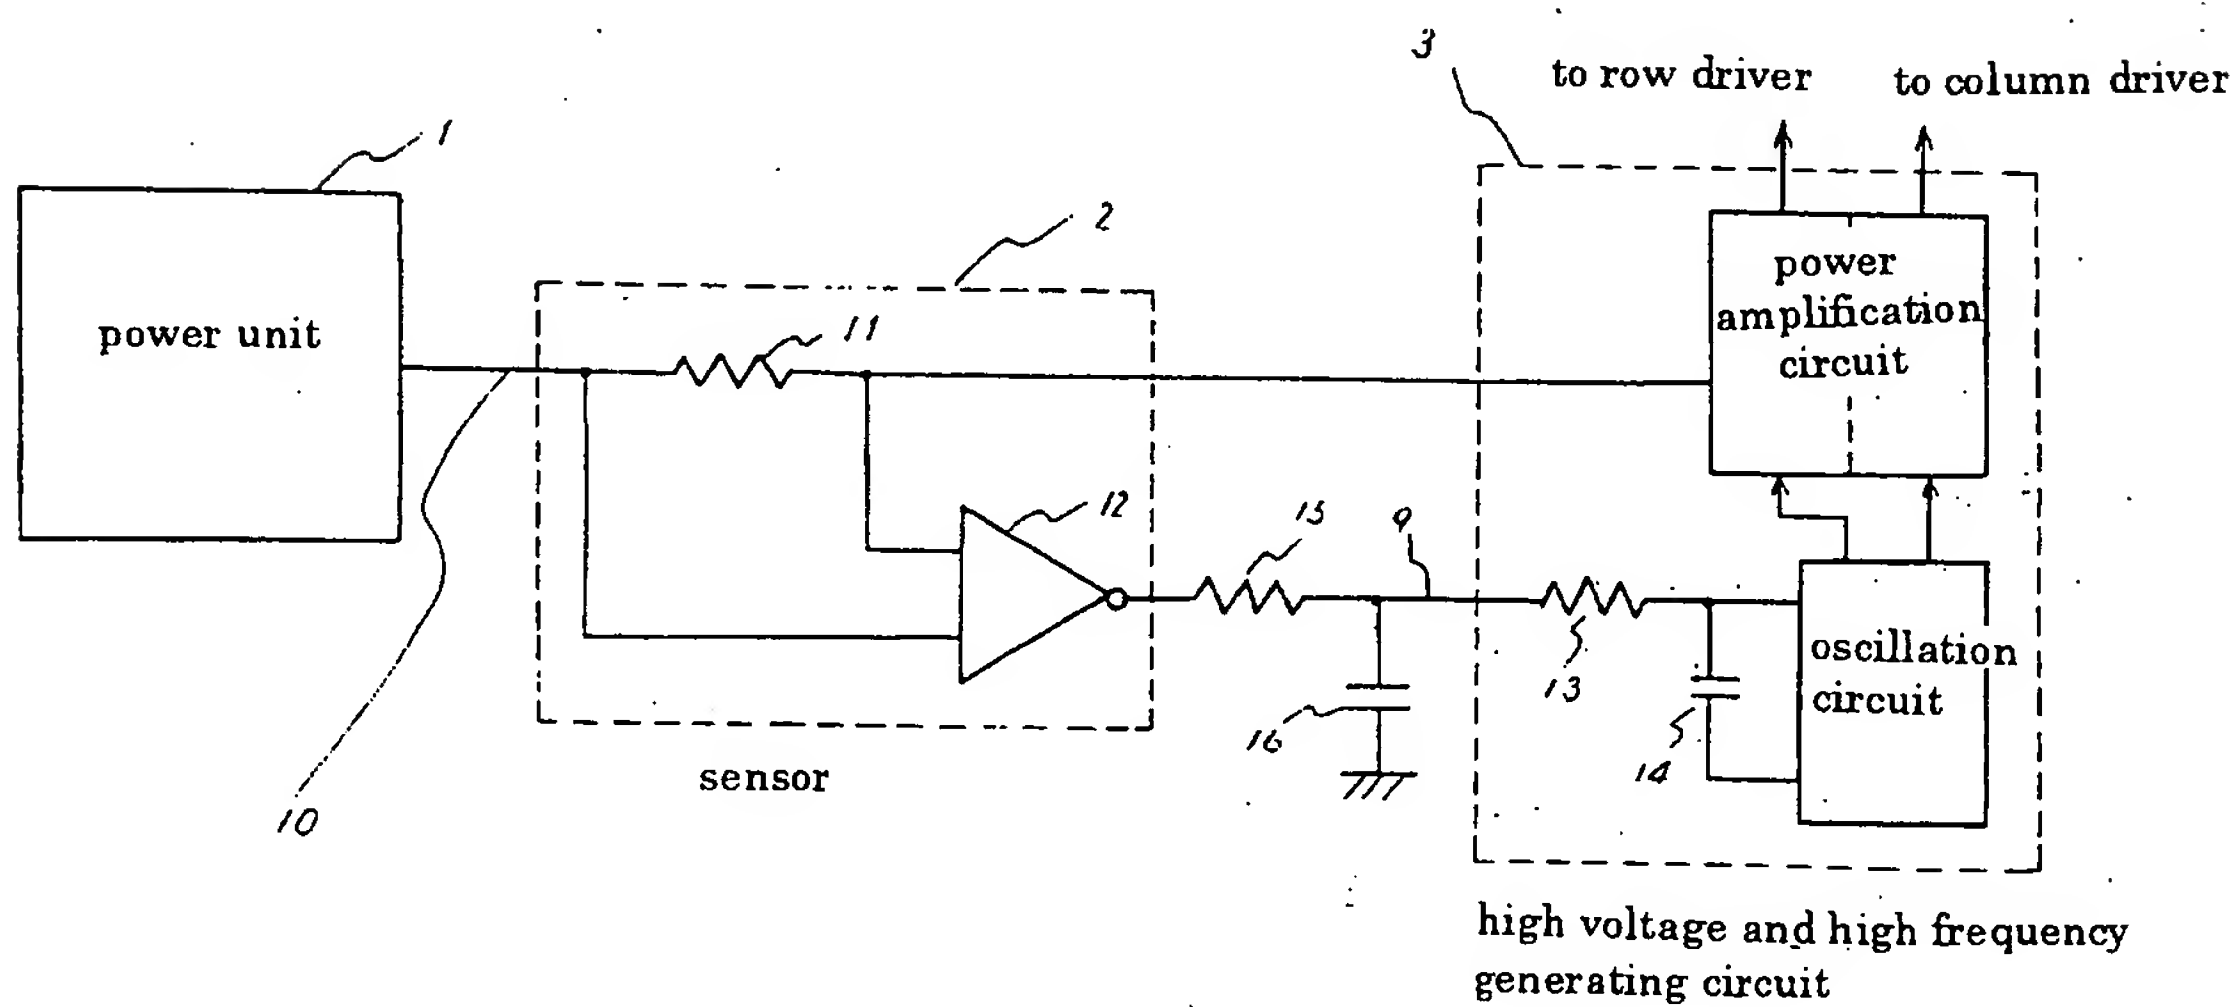 3
to row driver
to column driver
1
2
power unit
11
power
amplification
circuit
12
15
9
13
oscillation
circuit
16
14
sensor
10
high voltage and high frequency
generating circuit